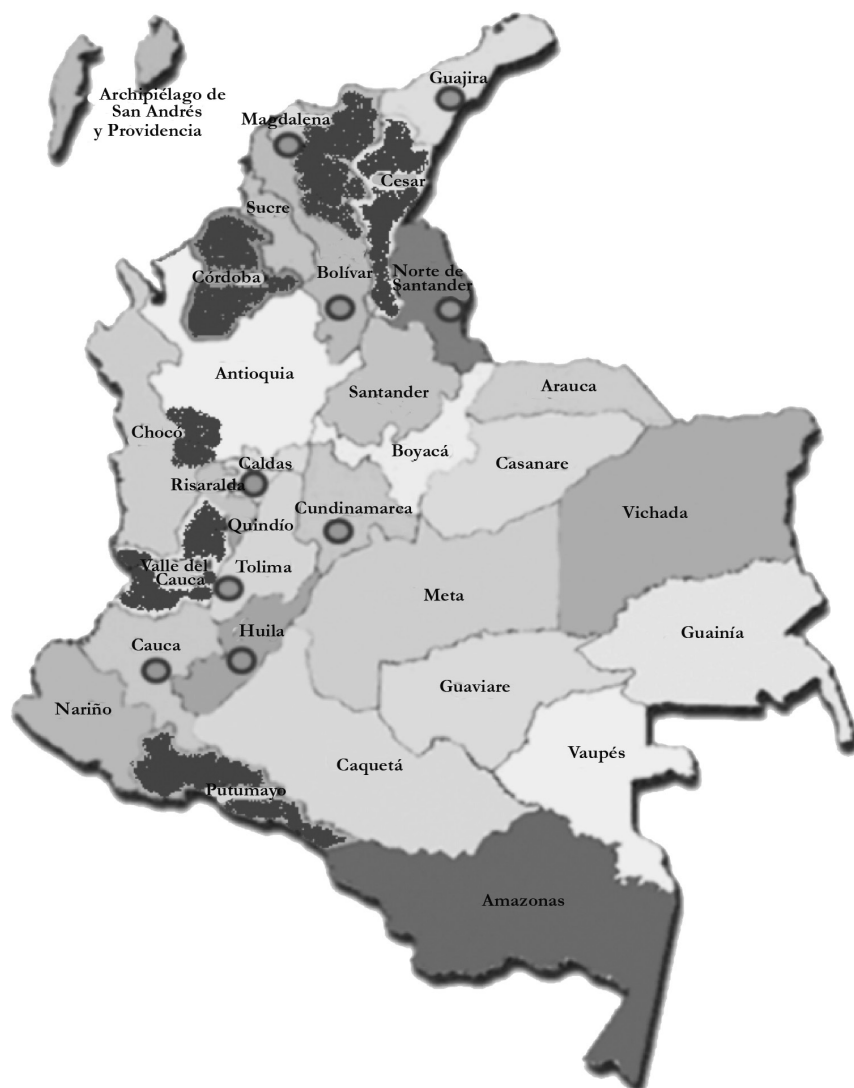 Archipiélago de
San Andrés
y Providencia
Guajira
Magdalena
Cesar
Sucre
Córdoba
Bolívar
Norte de
Santander
Antioquia
Santander
Arauca
Chocó
Boyacá
Caldas
Casanare
Risaralda
Cundinamarca
Vichada
Quindío
Valle del
Cauca
Tolima
Meta
Huila
Cauca
Guainía
Guaviare
Nariño
Vaupés
Caquetá
Putumayo
Amazonas